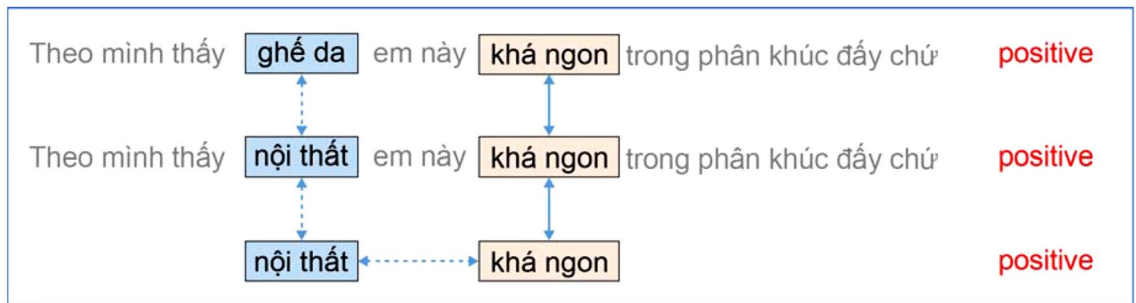 Theo mình thấy ghế da em này khá ngon trong phân khúc đấy chứ positive
Theo mình thấy nội thất em này khá ngon trong phân khúc đấy chứ positive
nội thất khá ngon positive